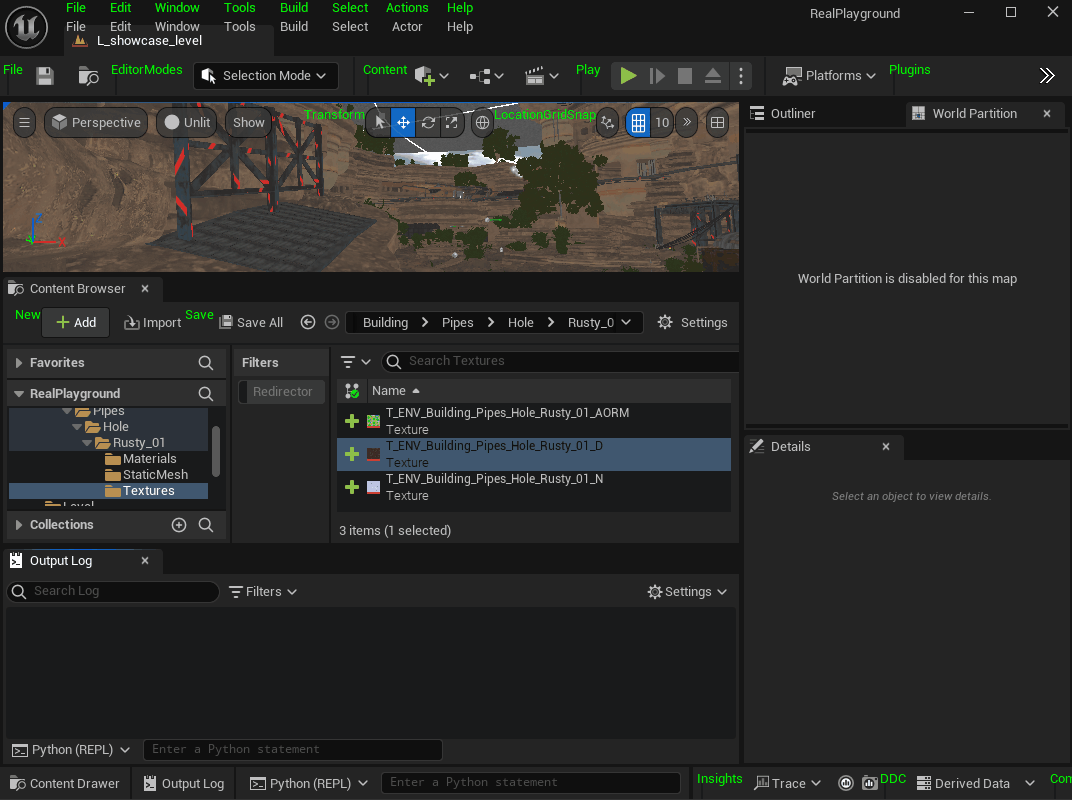 File Edit Window Tools Build Select Actions Help
File Edit Window Tools Build Select Actor Help
RealPlayground
L_showcase_level
File
EditorModes
Selection Mode
Content
Play
Platforms
Plugins
Perspective
Unlit
Show
Transform
LocationGridSnap
10
Z
X
Outliner
World Partition
World Partition is disabled for this map
Content Browser
New
Add
Import
Save
Save All
Building
Pipes
Hole
Rusty_0
Settings
Favorites
RealPlayground
Pipes
Hole
Rusty_01
Materials
StaticMesh
Textures
Level
Collections
Filters
Redirector
Search Textures
Name
T_ENV_Building_Pipes_Hole_Rusty_01_AORM
Texture
T_ENV_Building_Pipes_Hole_Rusty_01_D
Texture
T_ENV_Building_Pipes_Hole_Rusty_01_N
Texture
3 items (1 selected)
Details
Select an object to view details.
Output Log
Search Log
Filters
Settings
Python (REPL)
Enter a Python statement
Content Drawer
Output Log
Python (REPL)
Enter a Python statement
Insights
Trace
DDC
Derived Data
Con